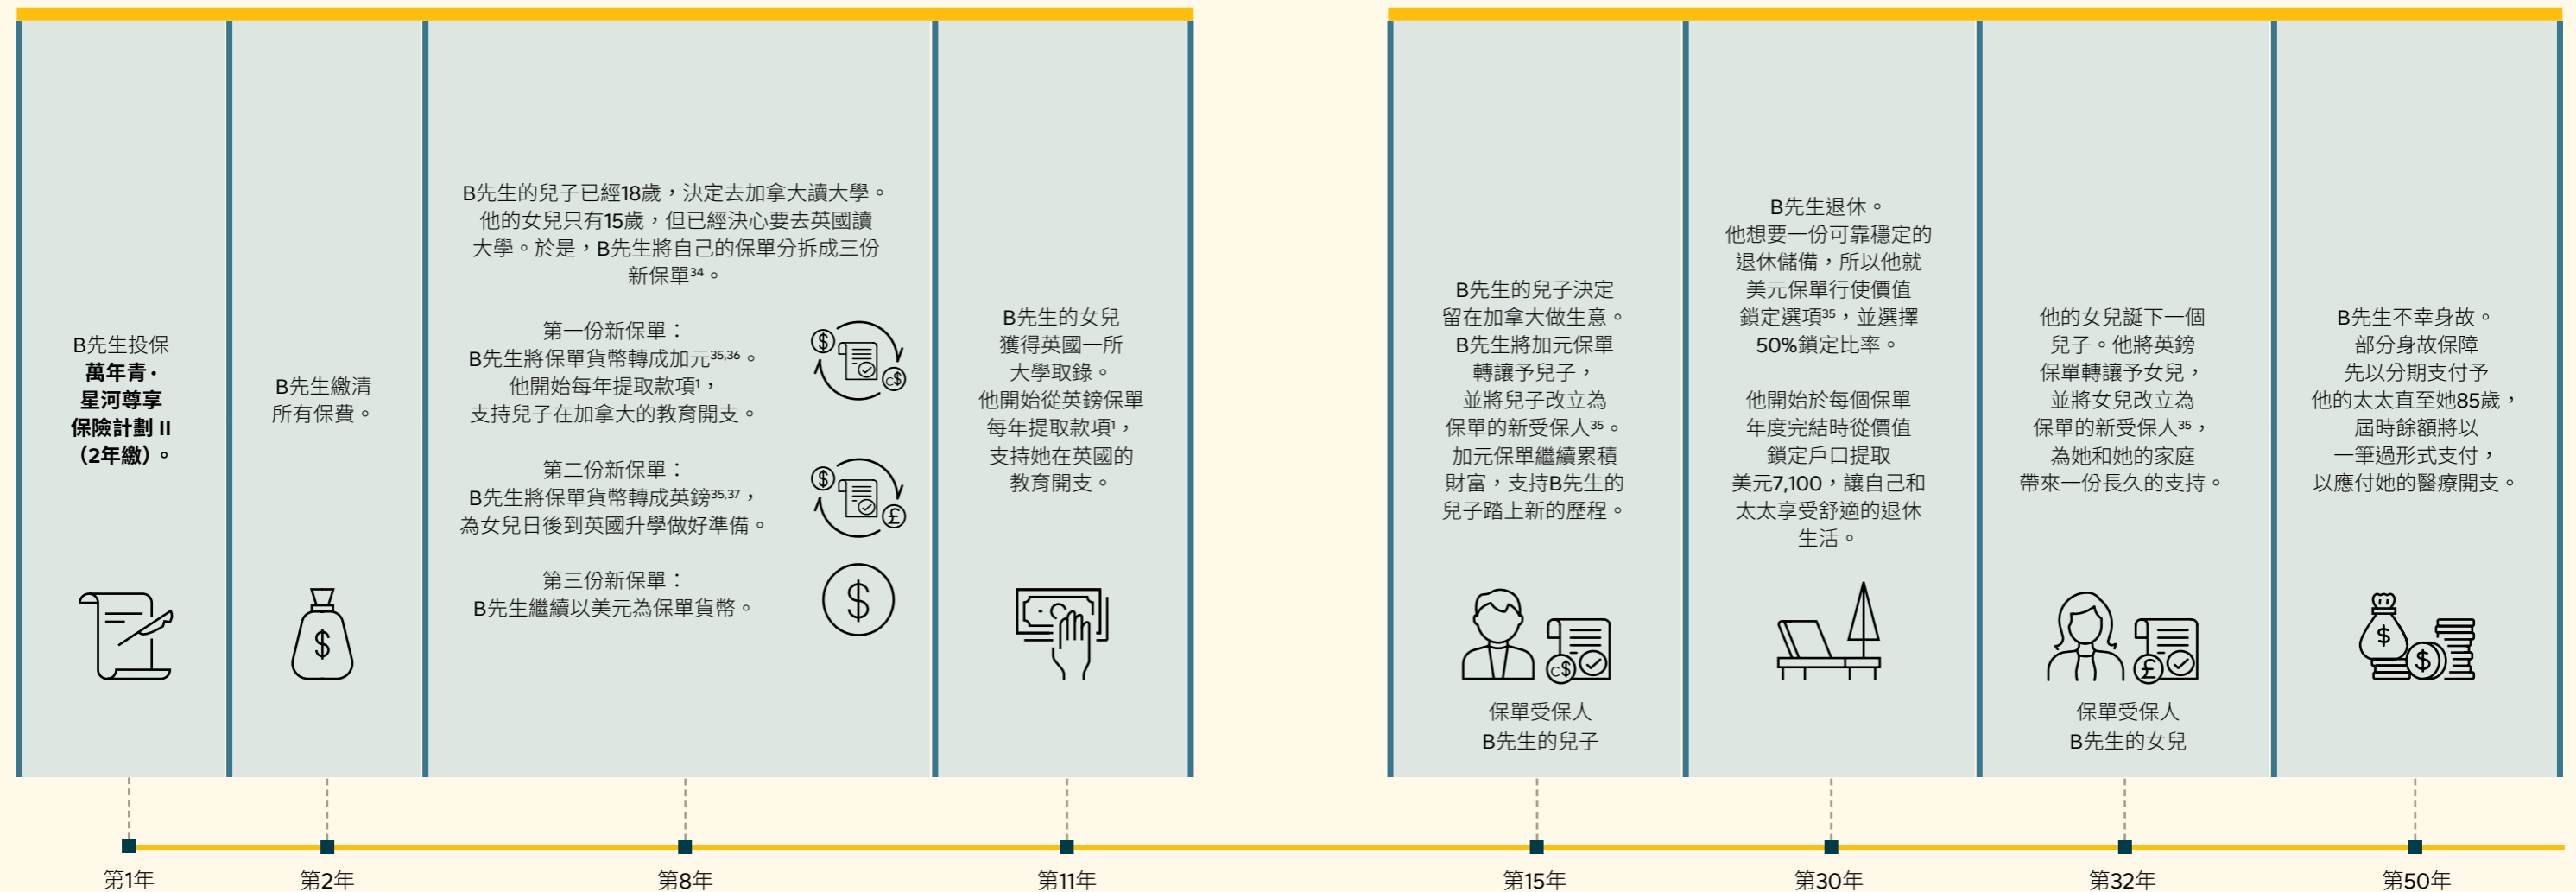 B先生投保
萬年青·
星河尊享
保險計劃 II
（2年繳）。
第1年
B先生繳清
所有保費。
第2年
B先生的兒子已經18歲，決定去加拿大讀大學。
他的女兒只有15歲，但已經決心要去英國讀
大學。於是，B先生將自己的保單分拆成三份
新保單³⁴。
第一份新保單：
B先生將保單貨幣轉成加元³⁵,³⁶。
他開始每年提取款項¹，
支持兒子在加拿大的教育開支。
$
C$
第二份新保單：
B先生將保單貨幣轉成英鎊³⁵,³⁷，
為女兒日後到英國升學做好準備。
$
£
第三份新保單：
B先生繼續以美元為保單貨幣。
$
第8年
B先生的女兒
獲得英國一所
大學取錄。
他開始從英鎊保單
每年提取款項¹，
支持她在英國的
教育開支。
第11年
B先生的兒子決定
留在加拿大做生意。
B先生將加元保單
轉讓予兒子，
並將兒子改立為
保單的新受保人³⁵。
加元保單繼續累積
財富，支持B先生的
兒子踏上新的歷程。
C$
保單受保人
B先生的兒子
第15年
B先生退休。
他想要一份可靠穩定的
退休儲備，所以他就
美元保單行使價值
鎖定選項³⁵，並選擇
50%鎖定比率。
他開始於每個保單
年度完結時從價值
鎖定戶口提取
美元7,100，讓自己和
太太享受舒適的退休
生活。
第30年
他的女兒誕下一個
兒子。他將英鎊
保單轉讓予女兒，
並將女兒改立為
保單的新受保人³⁵，
為她和她的家庭
帶來一份長久的支持。
£
保單受保人
B先生的女兒
第32年
B先生不幸身故。
部分身故保障
先以分期支付予
他的太太直至她85歲，
屆時餘額將以
一筆過形式支付，
以應付她的醫療開支。
$
$
第50年